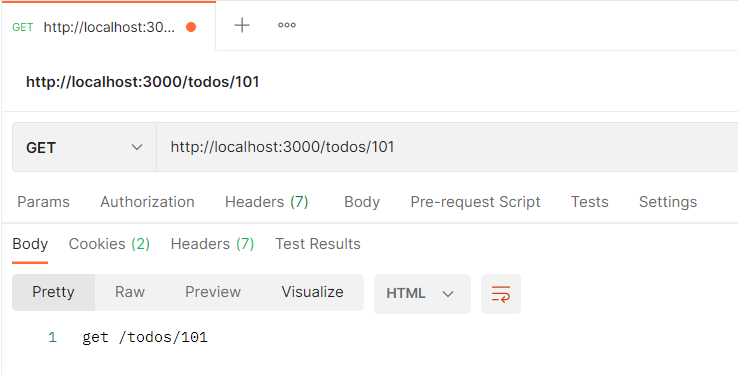 GET http://localhost:30...
http://localhost:3000/todos/101
GET http://localhost:3000/todos/101
Params Authorization Headers (7) Body Pre-request Script Tests Settings
Body Cookies (2) Headers (7) Test Results
Pretty Raw Preview Visualize HTML
1 get /todos/101